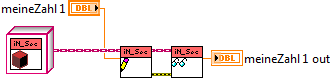 meineZahl 1
DBL
iN_Sec
iN_Sec
iN_Sec
DBL
meineZahl 1 out